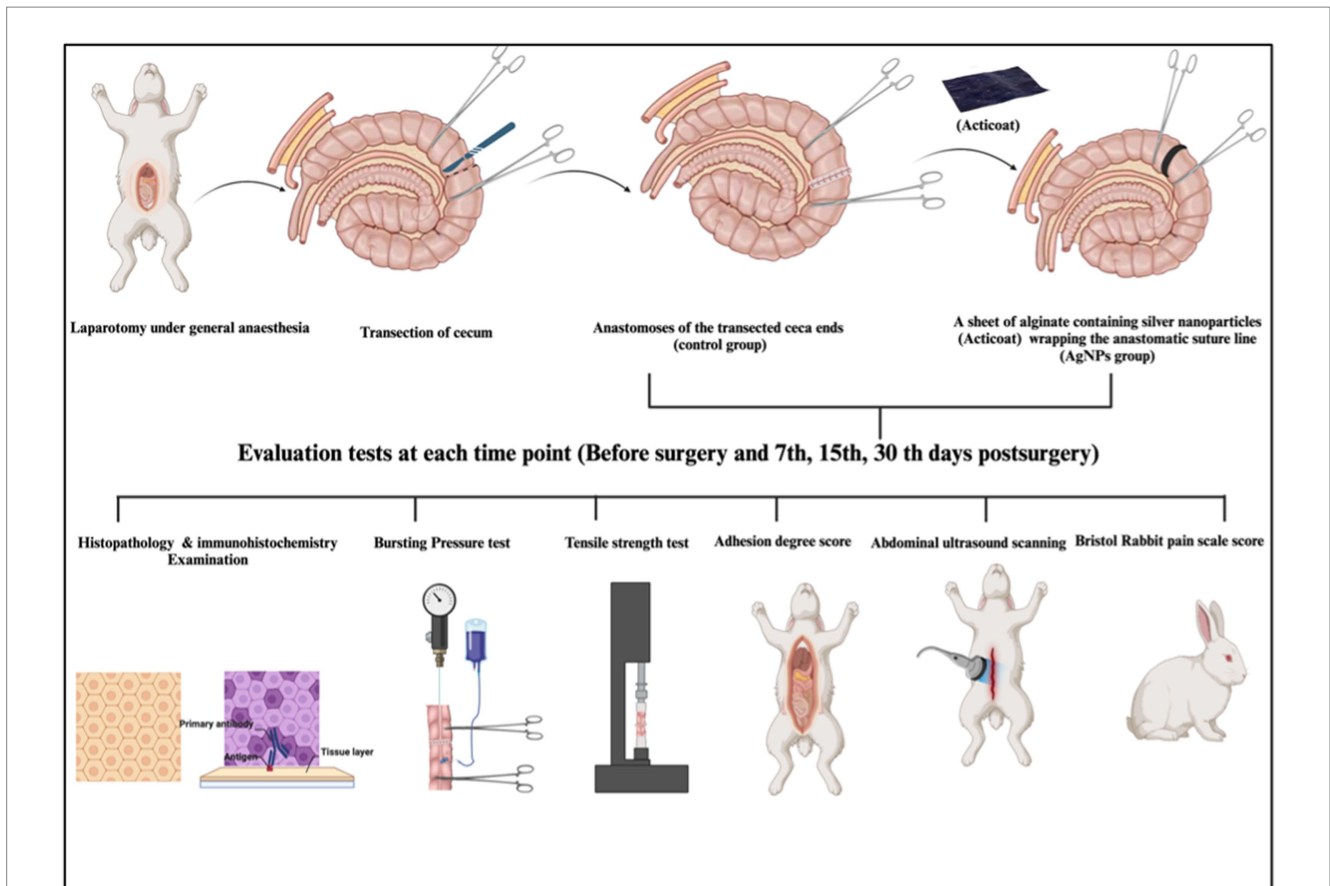 (Acticoat)
Laparotomy under general anaesthesia
Transection of cecum
Anastomoses of the transected ceca ends
(control group)
A sheet of alginate containing silver nanoparticles
(Acticoat) wrapping the anastomatic suture line
(AgNPs group)
Evaluation tests at each time point (Before surgery and 7th, 15th, 30 th days postsurgery)
Histopathology & immunohistochemistry
Examination
Bursting Pressure test
Tensile strength test
Adhesion degree score
Abdominal ultrasound scanning
Bristol Rabbit pain scale score
Primary antibody
Antigen
Tissue layer